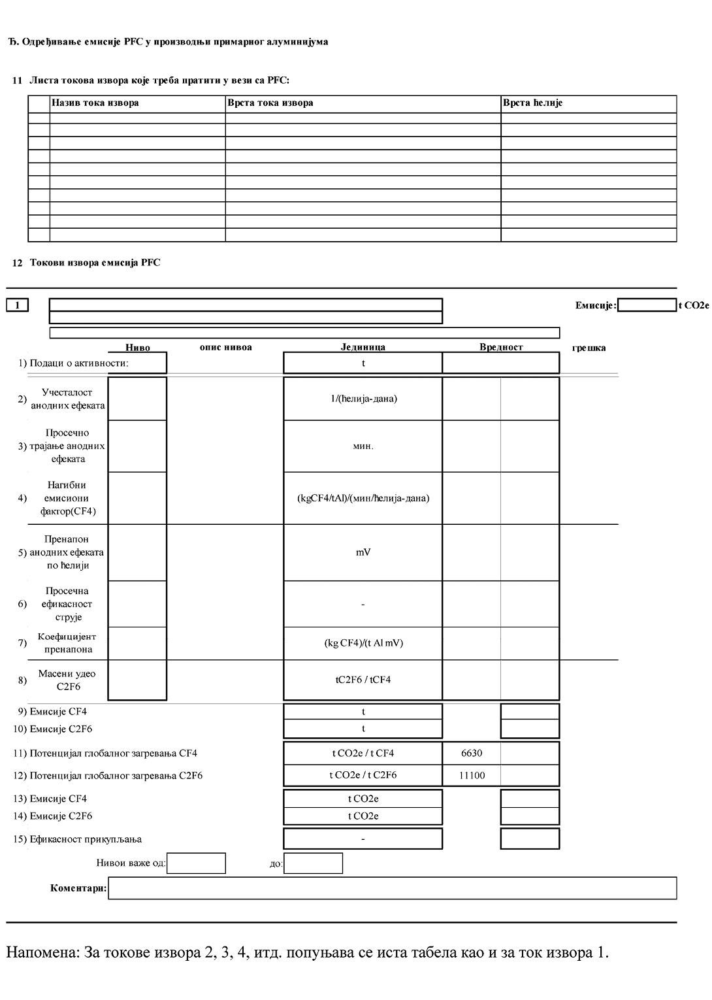 Ђ. Одређивање емисије PFC у производњи примарног алуминијума
11 Листа токова извора које треба пратити у вези са PFC:
Назив тока извора Врста тока извора Врста ћелије
12 Токови извора емисија PFC
1 Емисије: t CO2e
Ниво опис нивоа Јединица Вредност грешка
1) Подаци о активности: t
2) Учесталост
анодних ефеката 1/(ћелија-дана)
3) Просечно
трајање анодних
ефеката мин.
4) Нагибни
емисиони
фактор(CF4) (kgCF4/tAl)/(мин/ћелија-дана)
5) Пренапон
анодних ефеката
по ћелији mV
6) Просечна
ефикасност
струје -
7) Коефицијент
пренапона (kg CF4)/(t Al mV)
8) Масени удео
C2F6 tC2F6 / tCF4
9) Емисије CF4 t
10) Емисије C2F6 t
11) Потенцијал глобалног загревања CF4 t CO2e / t CF4 6630
12) Потенцијал глобалног загревања C2F6 t CO2e / t C2F6 11100
13) Емисије CF4 t CO2e
14) Емисије C2F6 t CO2e
15) Ефикасност прикупљања -
Нивои важе од: до:
Коментари:
Напомена: За токове извора 2, 3, 4, итд. попуњава се иста табела као и за ток извора 1.